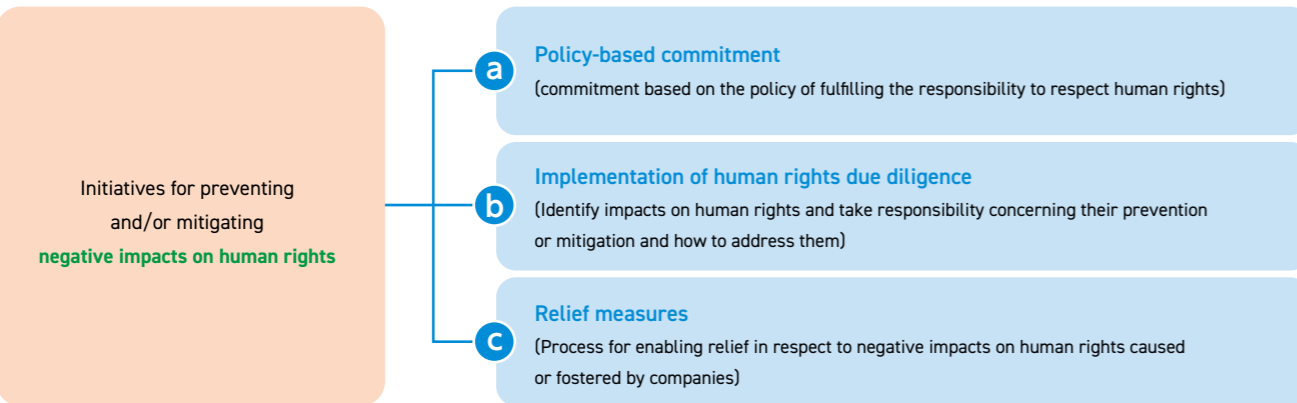 Initiatives for preventing
and/or mitigating
negative impacts on human rights
a
Policy-based commitment
(commitment based on the policy of fulfilling the responsibility to respect human rights)
b
Implementation of human rights due diligence
(Identify impacts on human rights and take responsibility concerning their prevention
or mitigation and how to address them)
c
Relief measures
(Process for enabling relief in respect to negative impacts on human rights caused
or fostered by companies)